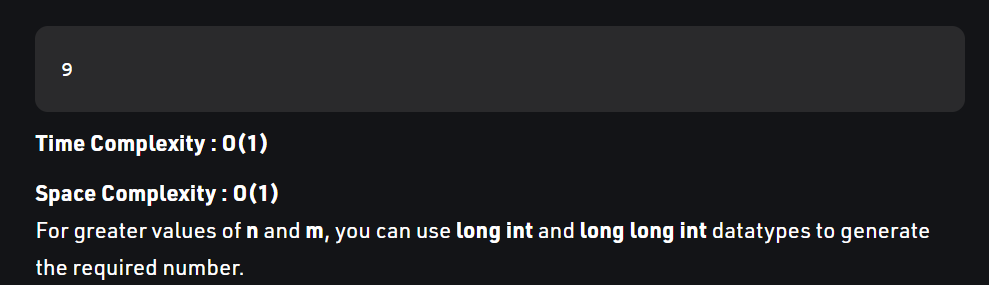 9
Time Complexity : O(1)
Space Complexity : O(1)
For greater values of n and m, you can use long int and long long int datatypes to generate
the required number.